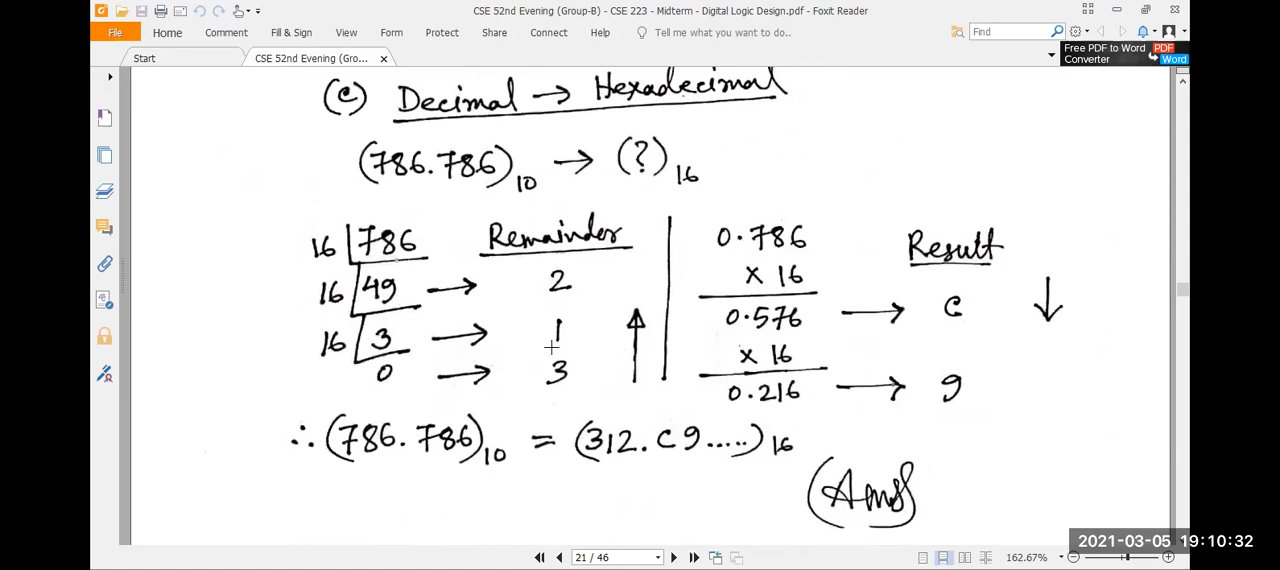 CSE 52nd Evening (Group-B) - CSE 223 - Midterm - Digital Logic Design.pdf - Foxit Reader
File Home Comment Fill & Sign View Form Protect Share Connect Help Tell me what you want to do.. Find
Start CSE 52nd Evening (Gro... × Free PDF to Word Converter PDF Word
(C) Decimal → Hexadecimal
(786.786)10 → (?)16
16 786 Remainder
16 49 → 2
16 3 → 1
0 → 3
0.786 Result
x 16
0.576 → C
x 16
0.216 → 9
∴ (786.786)10 = (312.C9.....)16
(Ans)
2021-03-05 19:10:32
21 / 46 162.67%